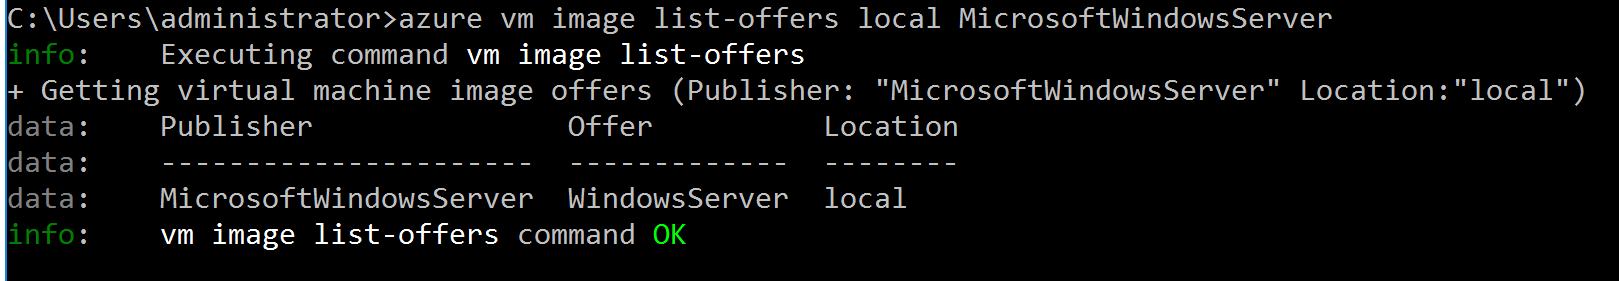 C:\Users\administrator>azure vm image list-offers local MicrosoftWindowsServer
info:    Executing command vm image list-offers
+ Getting virtual machine image offers (Publisher: "MicrosoftWindowsServer" Location:"local")
data:    Publisher               Offer          Location
data:    ----------------------  -------------  --------
data:    MicrosoftWindowsServer  WindowsServer  local
info:    vm image list-offers command OK